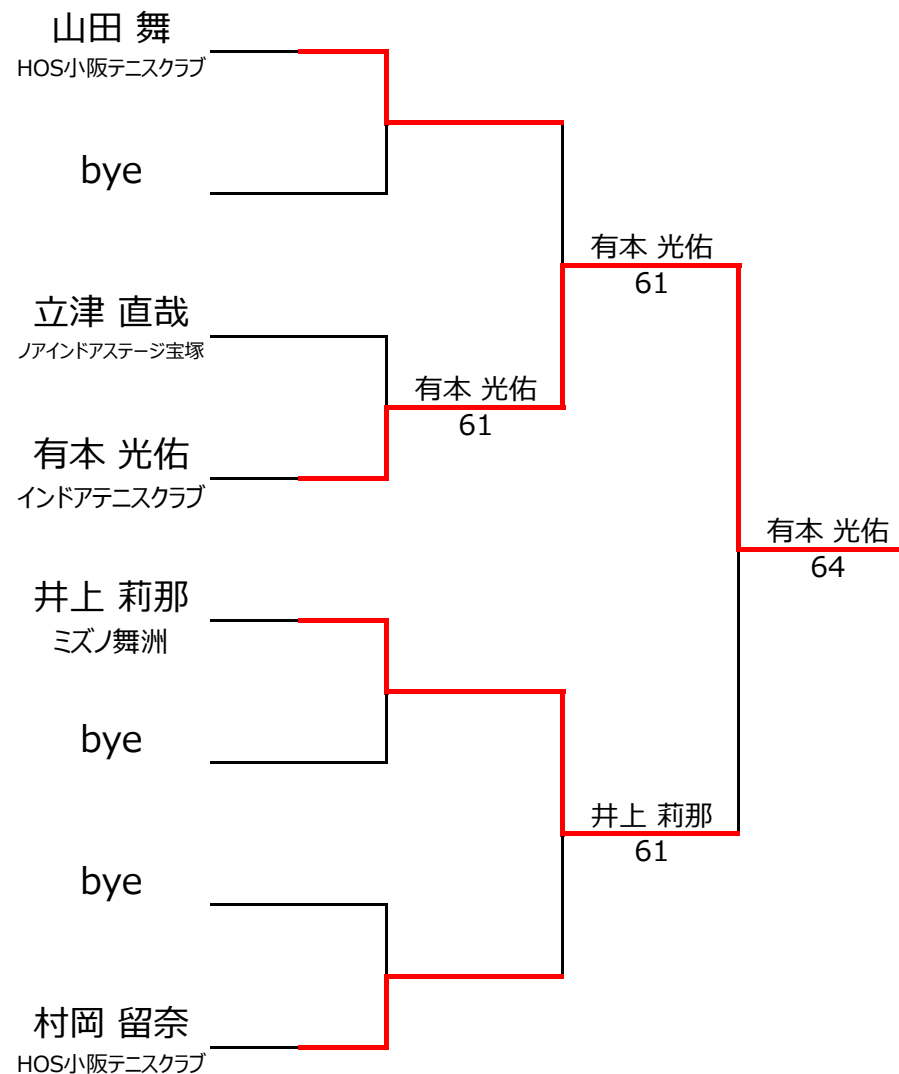 山田 舞
HOS小阪テニスクラブ
bye
有本 光佑
61
立津 直哉
ノアインドアステージ宝塚
有本 光佑
61
有本 光佑
インドアテニスクラブ
有本 光佑
64
井上 莉那
ミズノ舞洲
bye
井上 莉那
61
bye
村岡 留奈
HOS小阪テニスクラブ